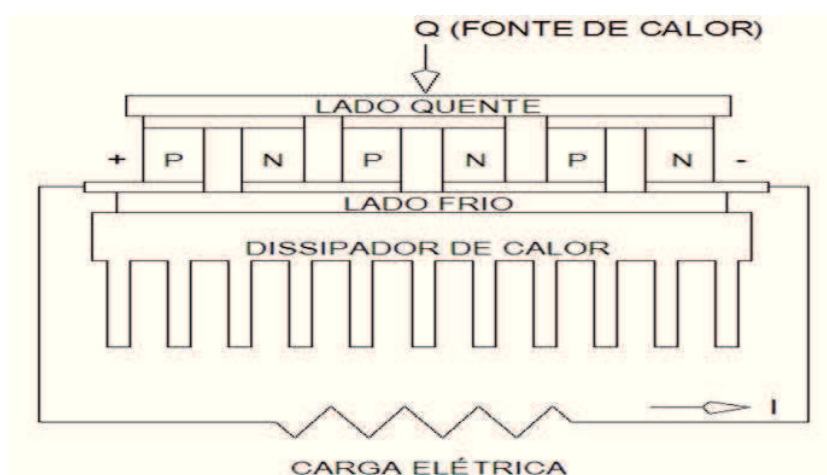 Q (FONTE DE CALOR)
LADO QUENTE
+ P N P N P N -
LADO FRIO
DISSIPADOR DE CALOR
I
CARGA ELÉTRICA